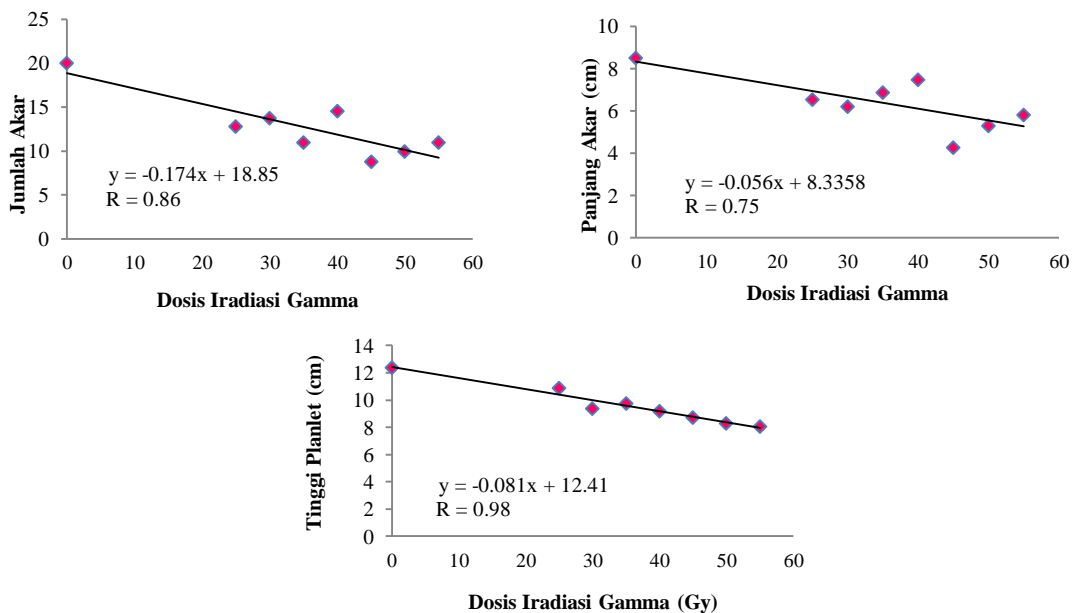 25
20
15
10
5
0
Jumlah Akar
y = -0.174x + 18.85
R = 0.86
0 10 20 30 40 50 60
Dosis Iradiasi Gamma
10
8
6
4
2
0
Panjang Akar (cm)
y = -0.056x + 8.3358
R = 0.75
0 10 20 30 40 50 60
Dosis Iradiasi Gamma
14
12
10
8
6
4
2
0
Tinggi Planlet (cm)
y = -0.081x + 12.41
R = 0.98
0 10 20 30 40 50 60
Dosis Iradiasi Gamma (Gy)